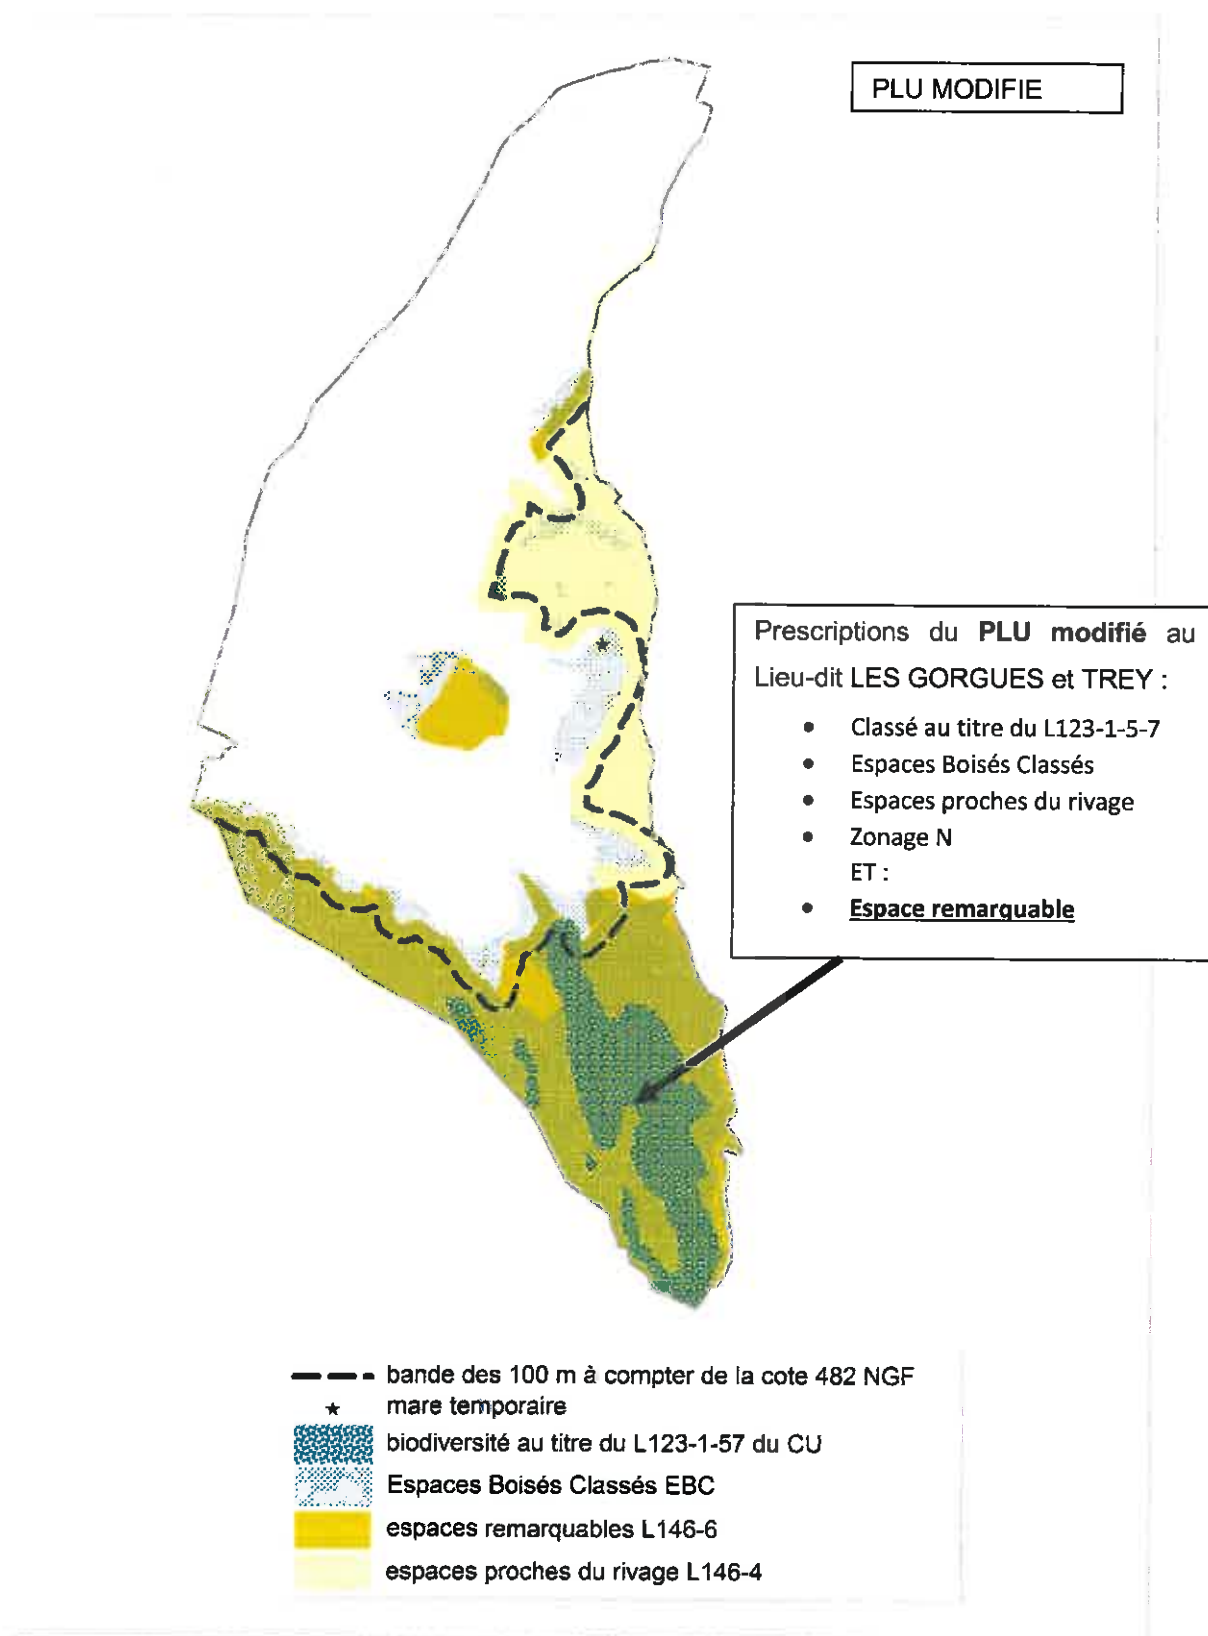 PLU MODIFIE
Prescriptions du PLU modifié au
Lieu-dit LES GORGUES et TREY :
• Classé au titre du L123-1-5-7
• Espaces Boisés Classés
• Espaces proches du rivage
• Zonage N
ET :
• Espace remarquable
bande des 100 m à compter de la cote 482 NGF
mare temporaire
biodiversité au titre du L123-1-57 du CU
Espaces Boisés Classés EBC
espaces remarquables L146-6
espaces proches du rivage L146-4